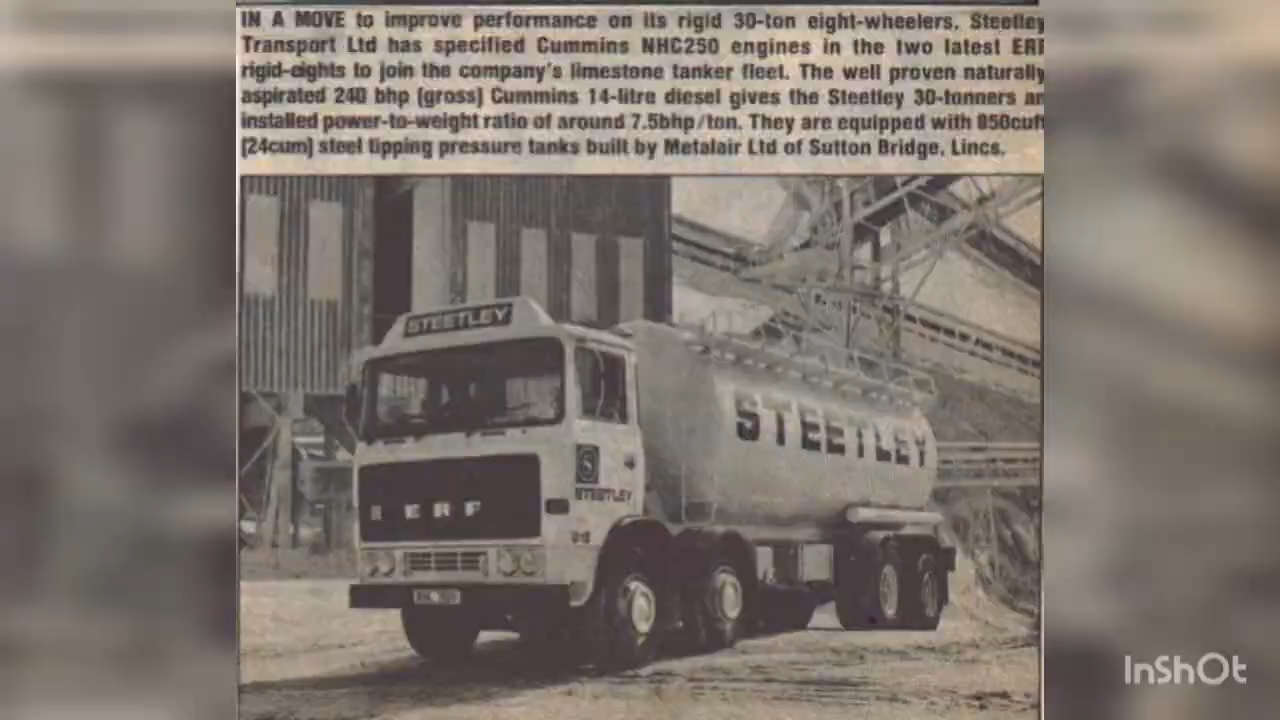 IN A MOVE to improve performance on its rigid 30-ton eight-wheelers, Steetley
Transport Ltd has specified Cummins NHC250 engines in the two latest ERF
rigid-eights to join the company's limestone tanker fleet. The well proven naturally
aspirated 240 bhp (gross) Cummins 14-litre diesel gives the Steetley 30-tonners an
installed power-to-weight ratio of around 7.5bhp/ton. They are equipped with 850cuft
(24cum) steel tipping pressure tanks built by Metalair Ltd of Sutton Bridge, Lincs.
STEETLEY
STEETLEY
S
STEETLEY
ERF
InShOt